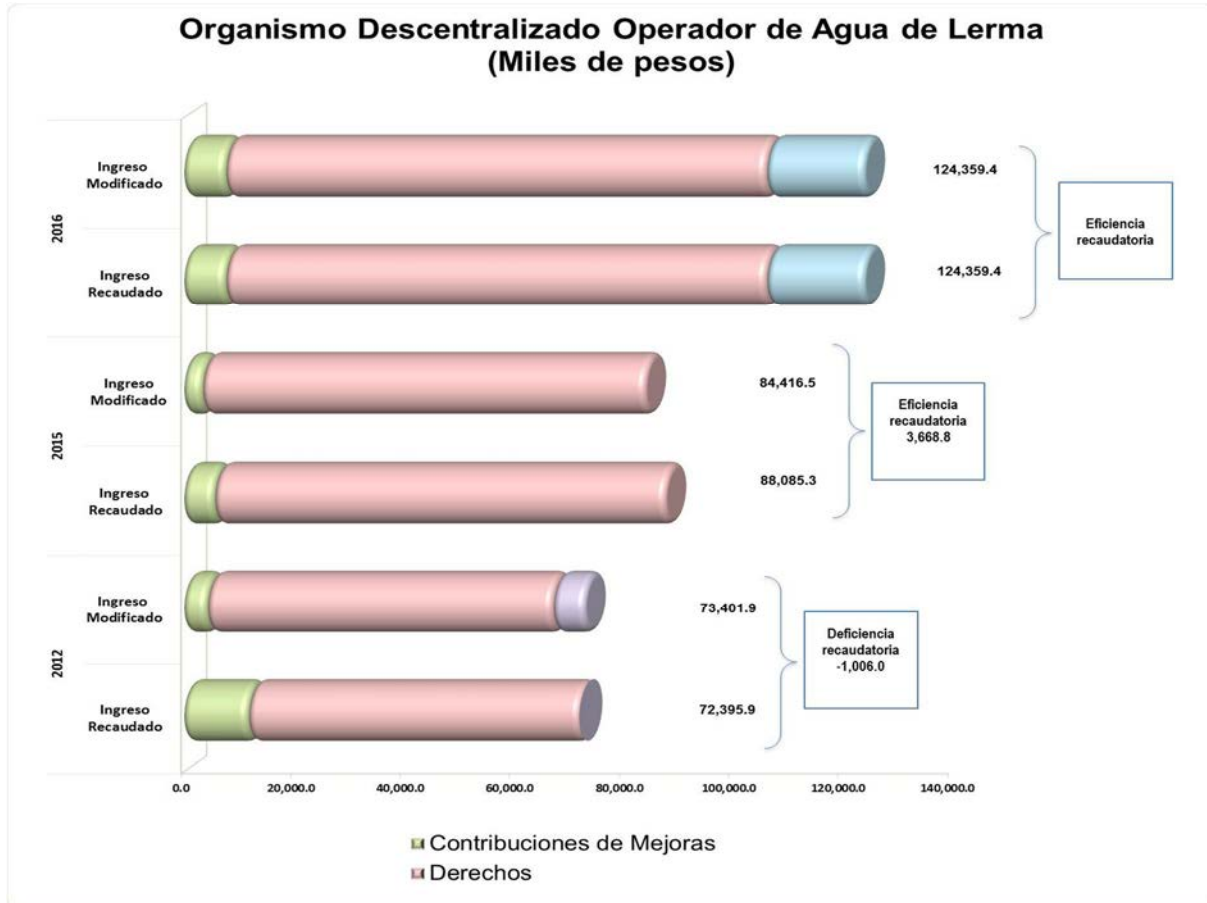 Organismo Descentralizado Operador de Agua de Lerma
(Miles de pesos)
2016
Ingreso
Modificado
124,359.4
Ingreso
Recaudado
124,359.4
Eficiencia
recaudatoria
2015
Ingreso
Modificado
84,416.5
Ingreso
Recaudado
88,085.3
Eficiencia
recaudatoria
3,668.8
2012
Ingreso
Modificado
73,401.9
Ingreso
Recaudado
72,395.9
Deficiencia
recaudatoria
-1,006.0
0.0 20,000.0 40,000.0 60,000.0 80,000.0 100,000.0 120,000.0 140,000.0
Contribuciones de Mejoras
Derechos